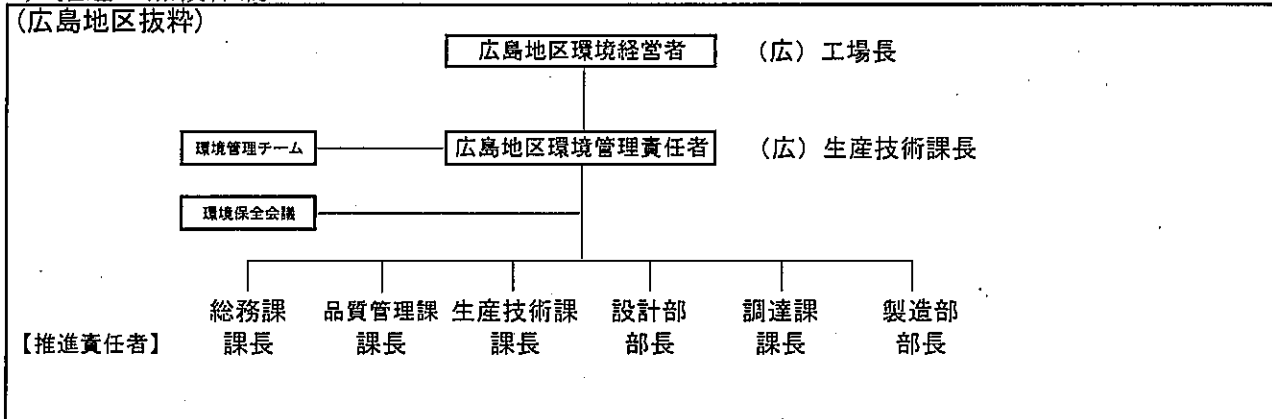 (広島地区抜粋)
広島地区環境経営者 (広)工場長
環境管理チーム 広島地区環境管理責任者 (広)生産技術課長
環境保全会議
総務課 品質管理課 生産技術課 設計部 調達課 製造部
【推進責任者】 課長 課長 課長 部長 課長 部長